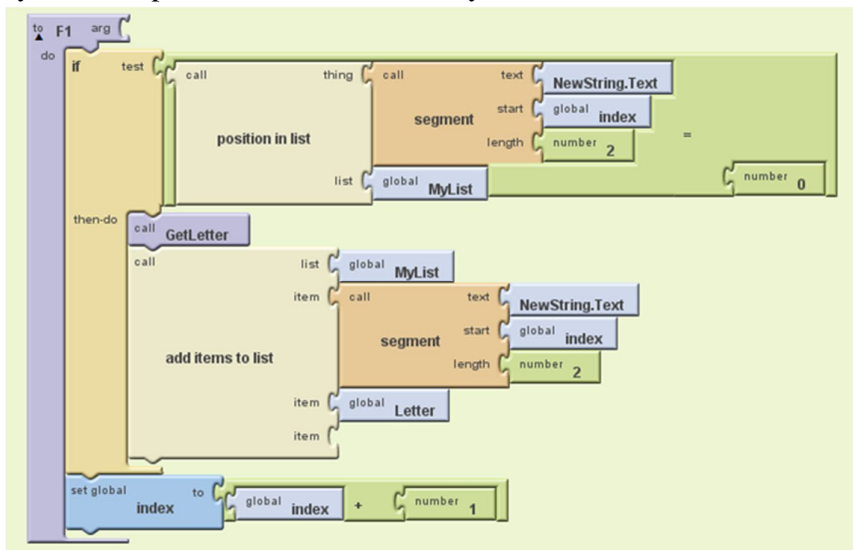 to F1 arg
do
if test call thing call text NewString.Text
start global index
segment
length number 2
position in list
=
list global MyList number 0
then-do call GetLetter
call list global MyList
item call text NewString.Text
start global index
segment
length number 2
add items to list
item global Letter
item
set global index to global index + number 1